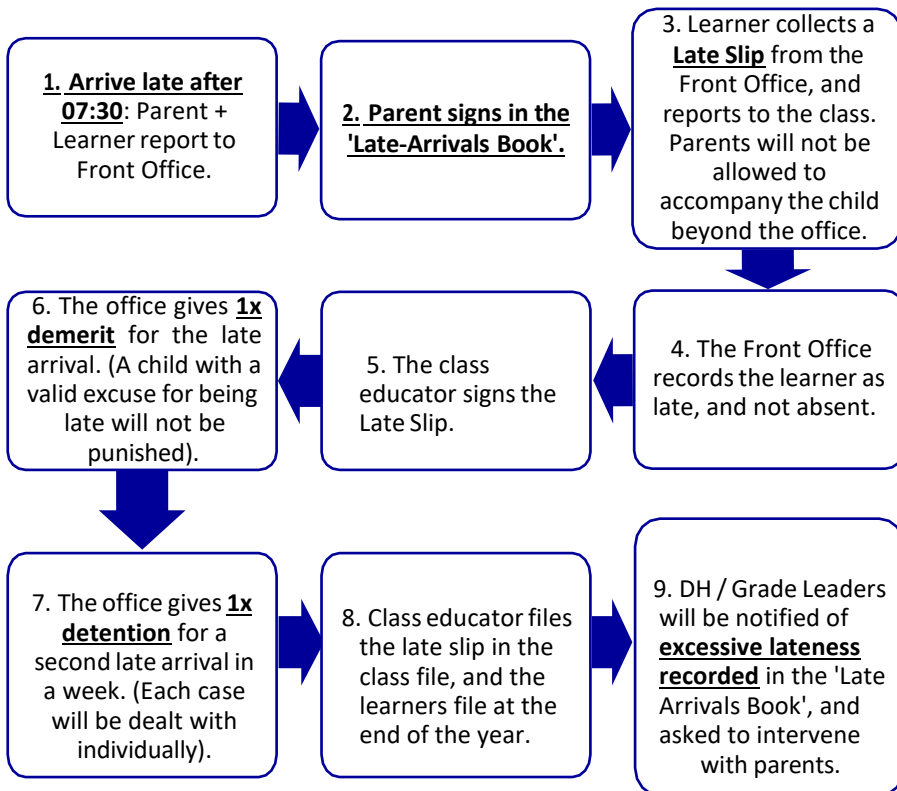 1. Arrive late after
07:30: Parent +
Learner report to
Front Office.
2. Parent signs in the
'Late-Arrivals Book'.
3. Learner collects a
Late Slip from the
Front Office, and
reports to the class.
Parents will not be
allowed to
accompany the child
beyond the office.
4. The Front Office
records the learner as
late, and not absent.
5. The class
educator signs the
Late Slip.
6. The office gives 1x
demerit for the late
arrival. (A child with a
valid excuse for being
late will not be
punished).
7. The office gives 1x
detention for a
second late arrival in
a week. (Each case
will be dealt with
individually).
8. Class educator files
the late slip in the
class file, and the
learners file at the
end of the year.
9. DH / Grade Leaders
will be notified of
excessive lateness
recorded in the 'Late
Arrivals Book', and
asked to intervene
with parents.